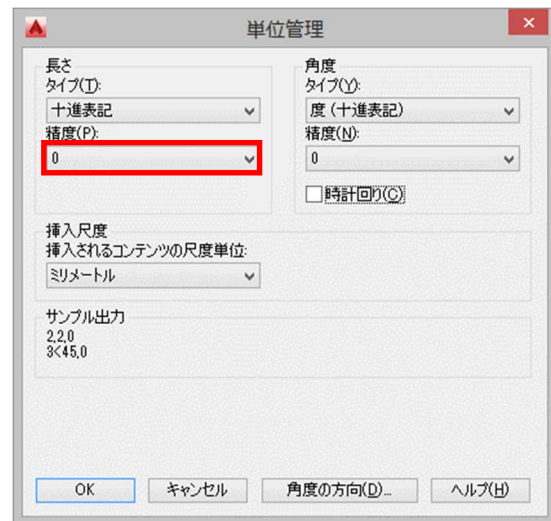 単位管理
長さ
タイプ(T):
十進表記
精度(P):
0
角度
タイプ(Y):
度 (十進表記)
精度(N):
0
時計回り(C)
挿入尺度
挿入されるコンテンツの尺度単位:
ミリメートル
サンプル出力
2,2,0
3<45,0
OK
キャンセル
角度の方向(D)...
ヘルプ(H)